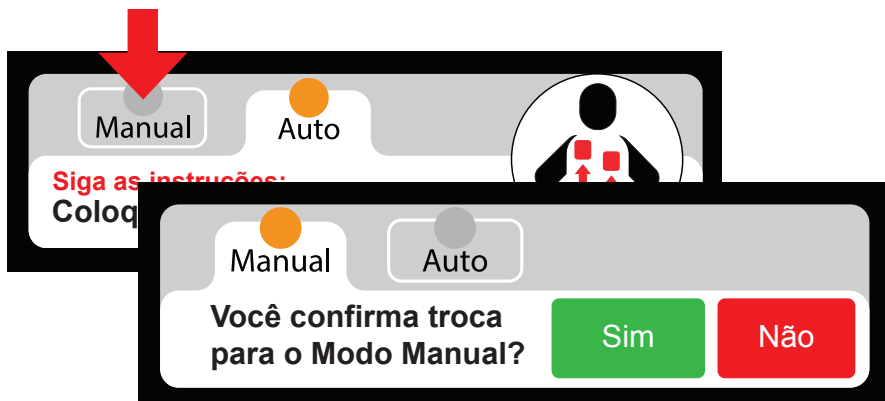 Manual Auto
Siga as instruções:
Coloq
Manual Auto
Você confirma troca
para o Modo Manual?
Sim Não